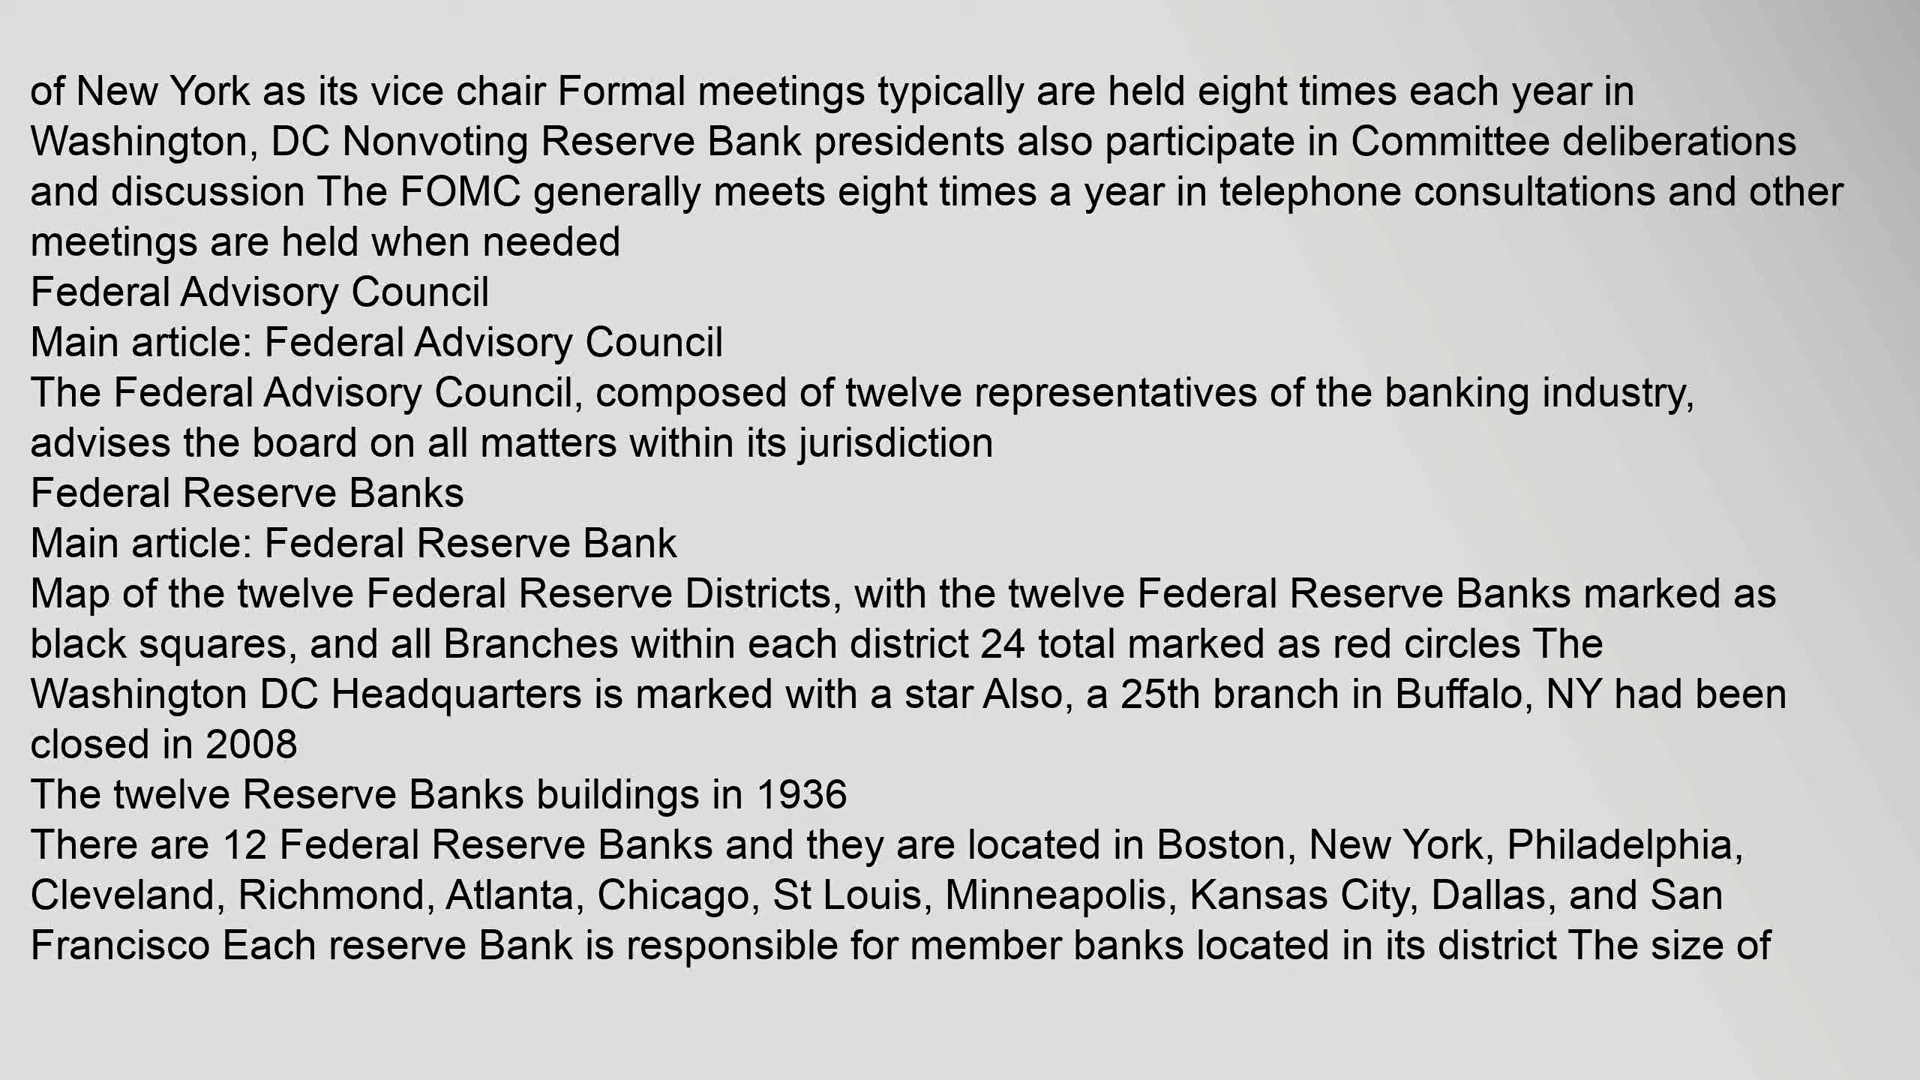 of New York as its vice chair Formal meetings typically are held eight times each year in
Washington, DC Nonvoting Reserve Bank presidents also participate in Committee deliberations
and discussion The FOMC generally meets eight times a year in telephone consultations and other
meetings are held when needed
Federal Advisory Council
Main article: Federal Advisory Council
The Federal Advisory Council, composed of twelve representatives of the banking industry,
advises the board on all matters within its jurisdiction
Federal Reserve Banks
Main article: Federal Reserve Bank
Map of the twelve Federal Reserve Districts, with the twelve Federal Reserve Banks marked as
black squares, and all Branches within each district 24 total marked as red circles The
Washington DC Headquarters is marked with a star Also, a 25th branch in Buffalo, NY had been
closed in 2008
The twelve Reserve Banks buildings in 1936
There are 12 Federal Reserve Banks and they are located in Boston, New York, Philadelphia,
Cleveland, Richmond, Atlanta, Chicago, St Louis, Minneapolis, Kansas City, Dallas, and San
Francisco Each reserve Bank is responsible for member banks located in its district The size of